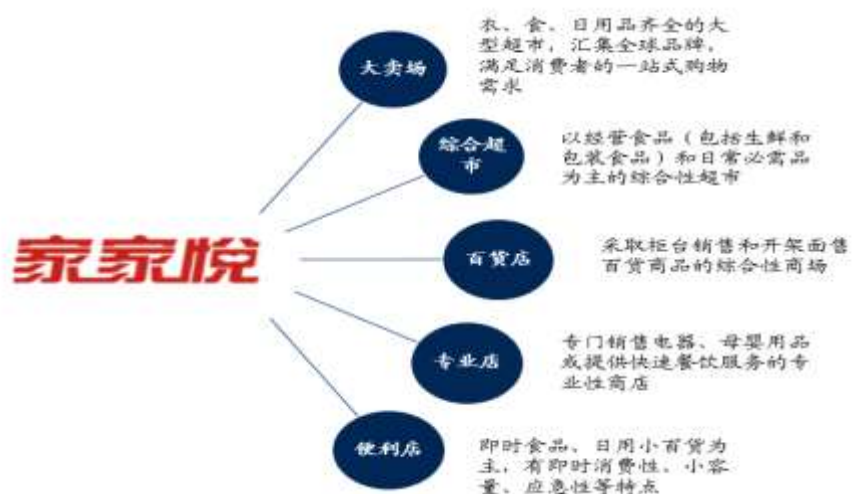 衣、食、日用品齐全的大
型超市，汇集全球品牌，
满足消费者的一站式购物
需求
大卖场
综合超
市
以经营食品（包括生鲜和
包装食品）和日常必需品
为主的综合性超市
家家悦
百货店
采取柜台销售和开架面售
百货商品的综合性商场
专业店
专门销售电器、母婴用品
或提供快速餐饮服务的专
业性商店
便利店
即时食品、日用小百货为
主，有即时消费性、小容
量、应急性等特点